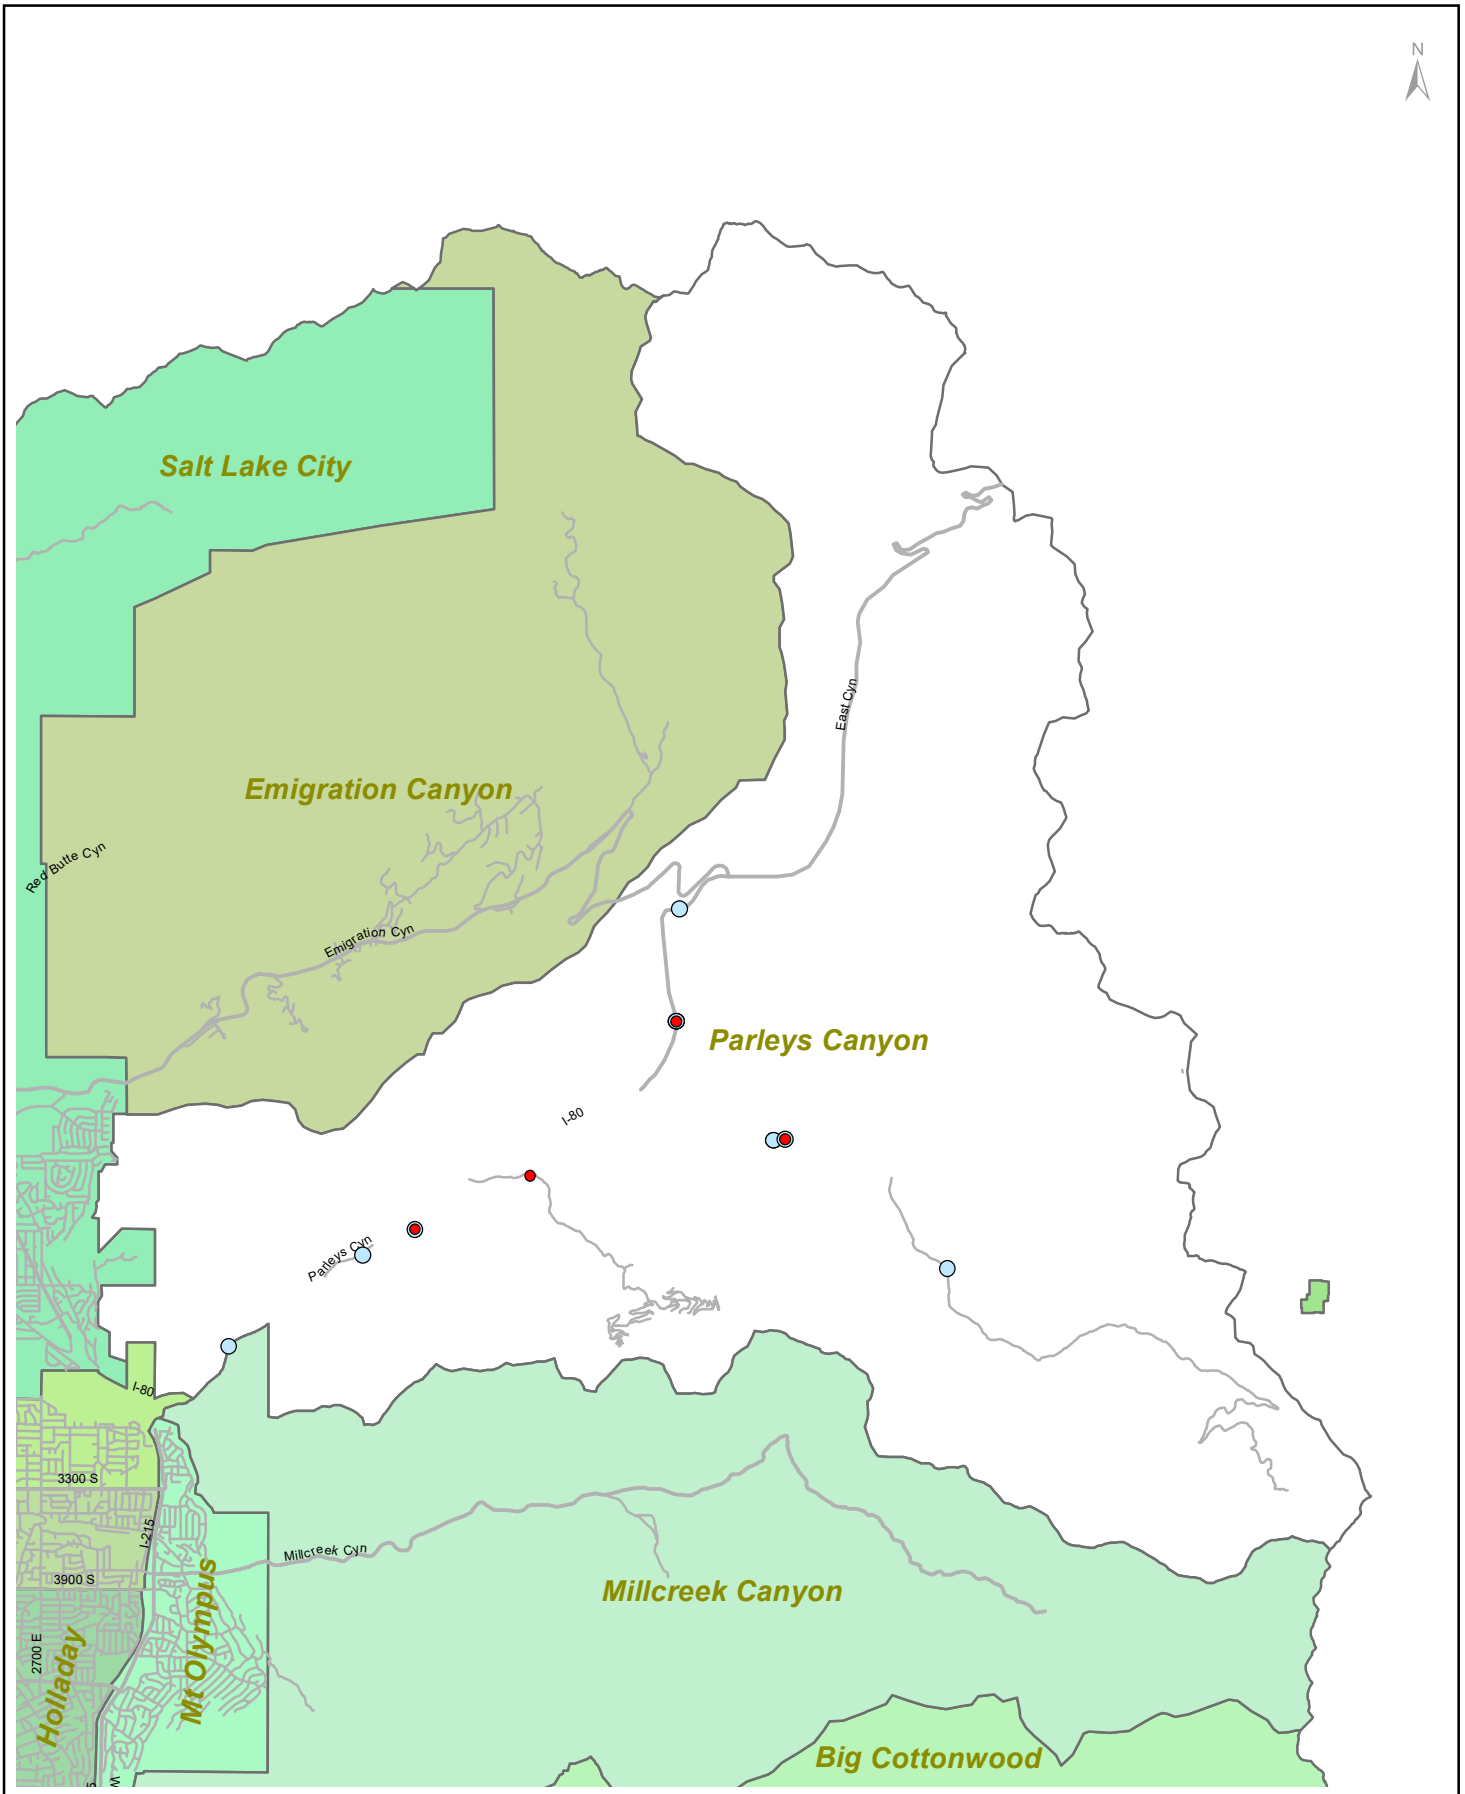 N
Salt Lake City
East Cyn
Emigration Canyon
Red Butte Cyn
Emigration Cyn
Parleys Canyon
I-80
Parleys Cyn
I-80
3300 S
I-215
Millcreek Cyn
3900 S
Millcreek Canyon
Mt Olympus
2700 E
Holladay
Big Cottonwood